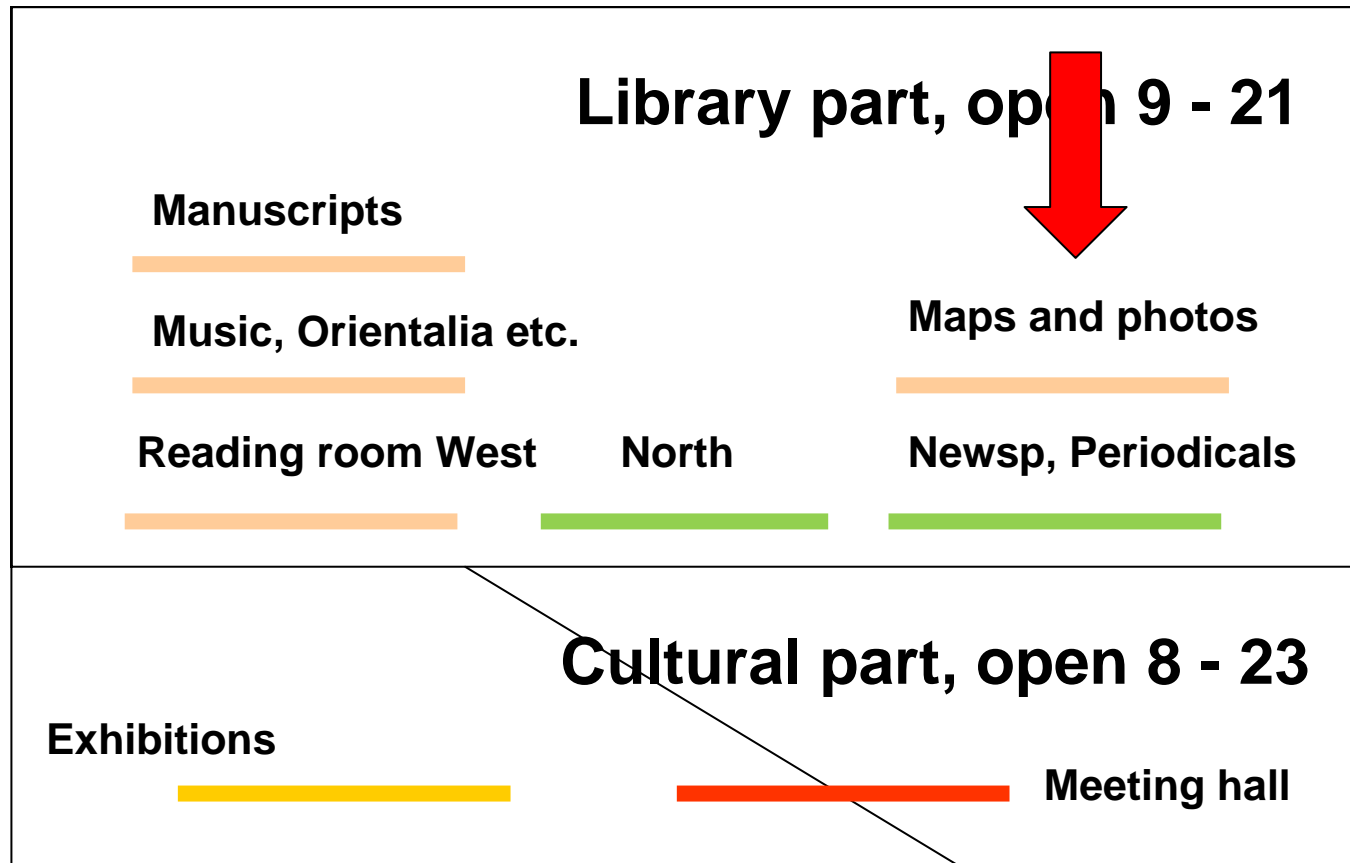 Library part, open 9 - 21
Manuscripts
Music, Orientalia etc.
Maps and photos
Reading room West
North
Newsp, Periodicals
Cultural part, open 8 - 23
Exhibitions
Meeting hall